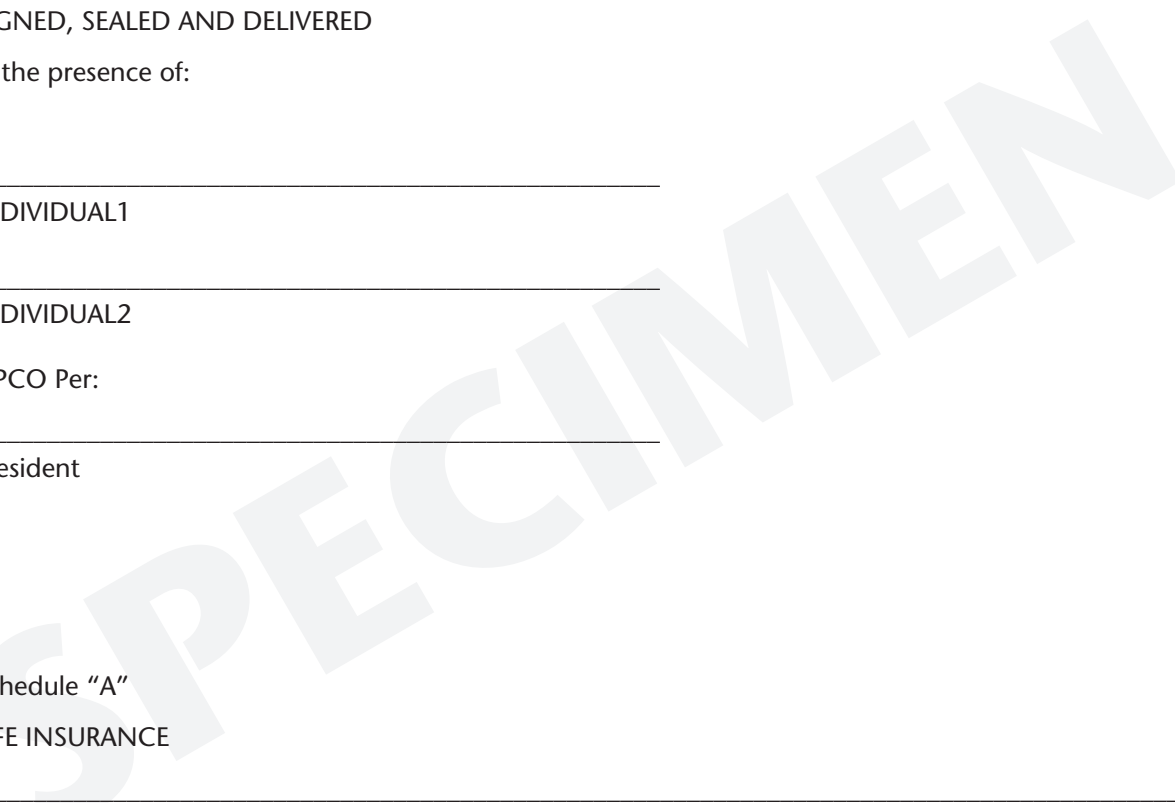 GNED, SEALED AND DELIVERED
the presence of:
DIVIDUAL1
DIVIDUAL2
PCO Per:
esident
hedule “A”
FE INSURANCE
SPECIMEN